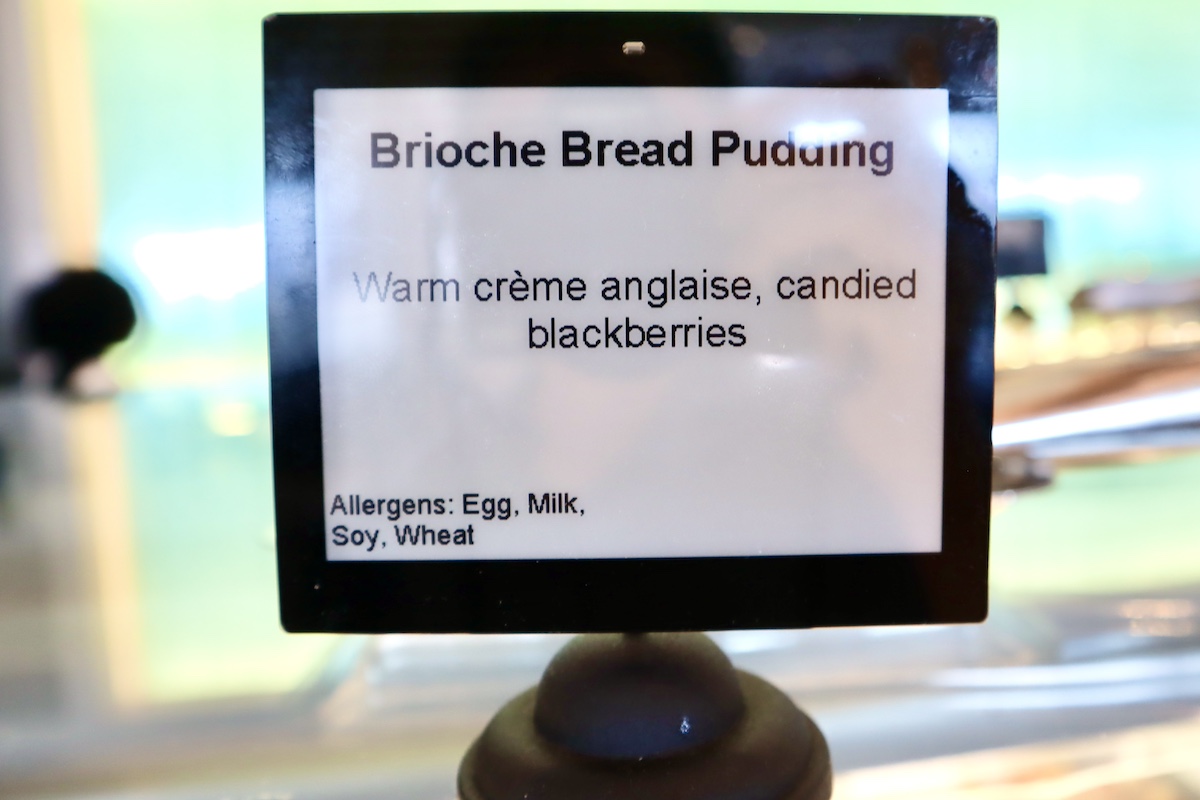 Brioche Bread Pudding
Warm crème anglaise, candied
blackberries
Allergens: Egg, Milk,
Soy, Wheat